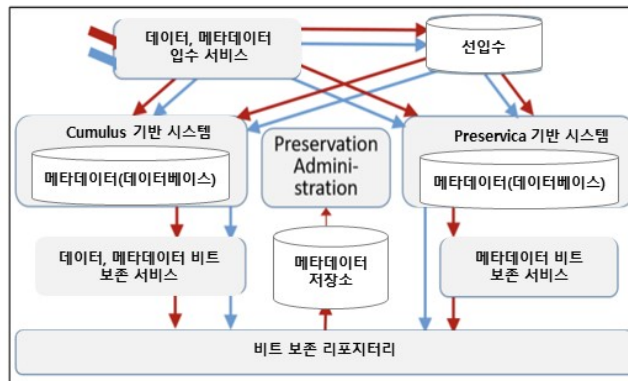 데이터, 메타데이터
입수 서비스
선입수
Cumulus 기반 시스템
메타데이터(데이터베이스)
Preservation
Admini-
stration
Preservica 기반 시스템
메타데이터(데이터베이스)
데이터, 메타데이터 비트
보존 서비스
메타데이터
저장소
메타데이터 비트
보존 서비스
비트 보존 리포지터리